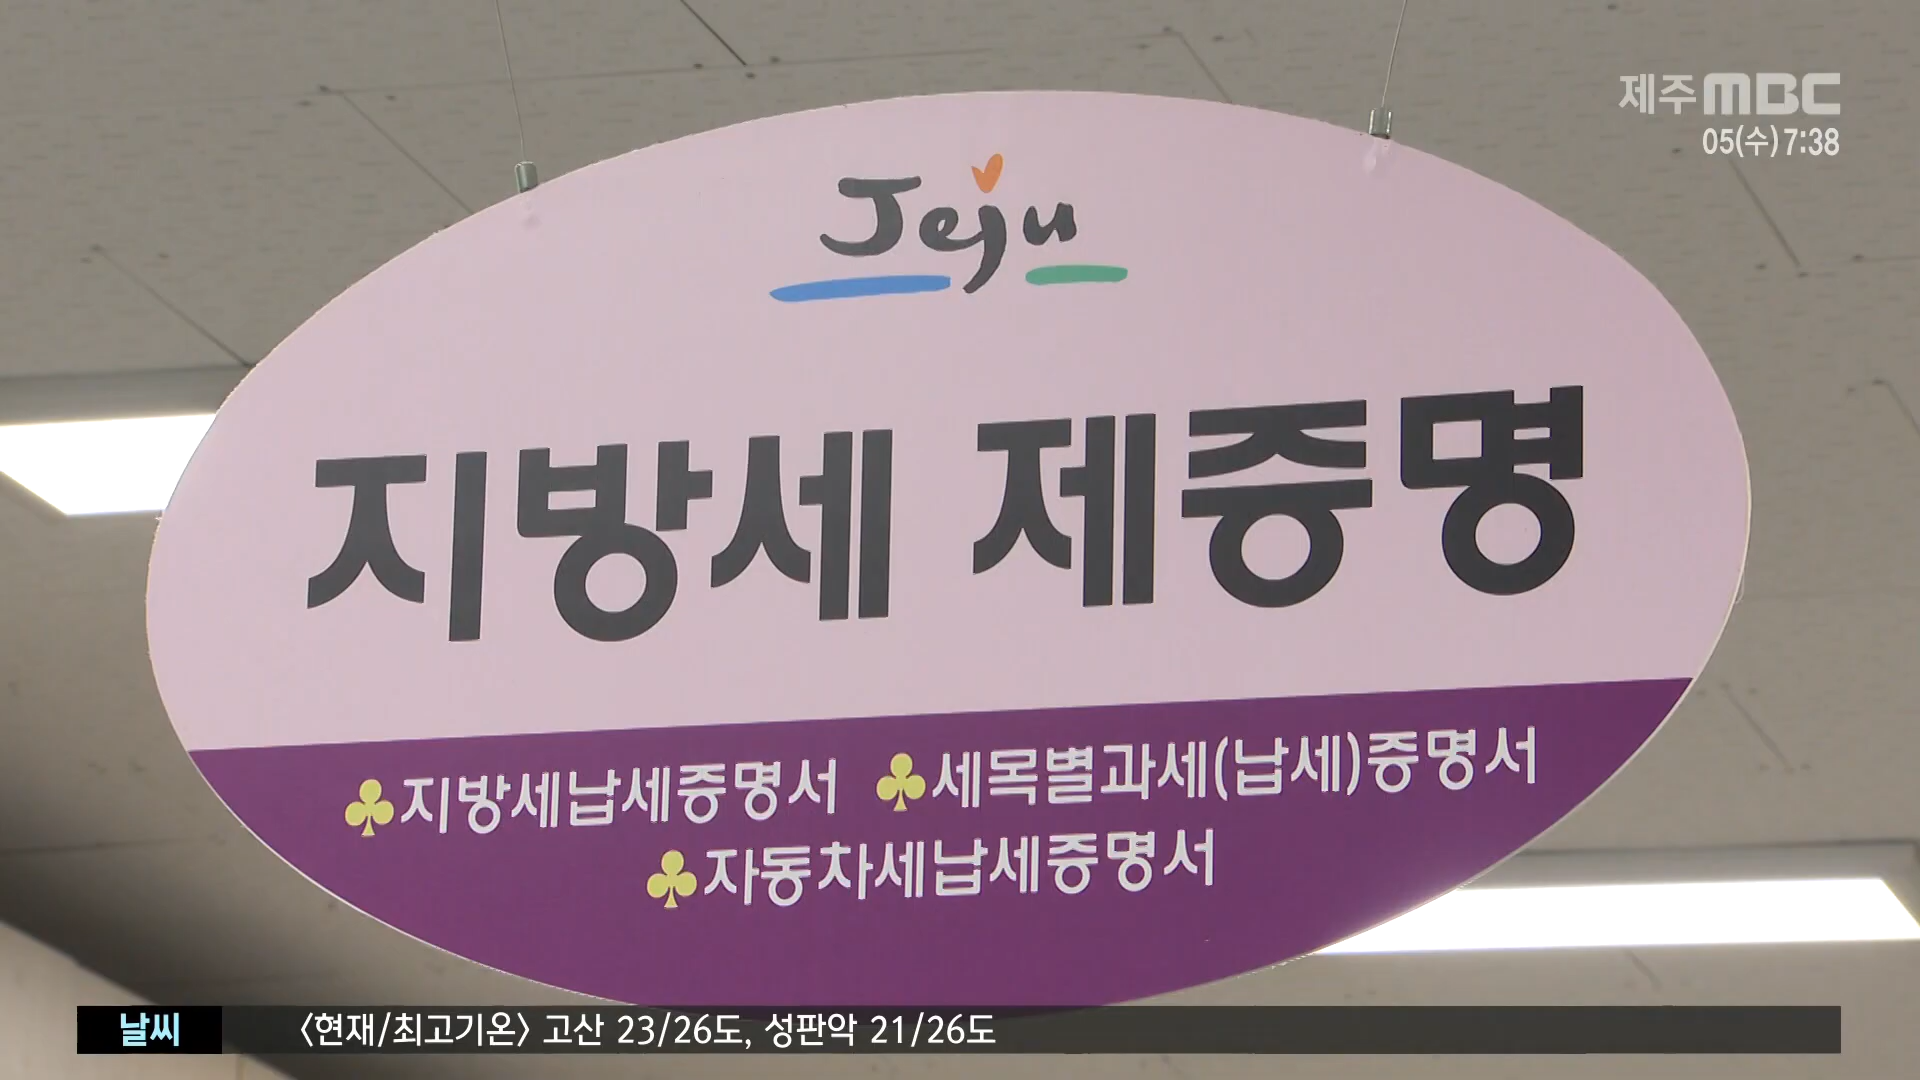 제주MBC
05(수) 7:38
Jeju
지방세 제증명
♣지방세납세증명서 ♣세목별과세(납세)증명서
♣자동차세납세증명서
날씨 〈현재/최고기온〉 고산 23/26도, 성판악 21/26도